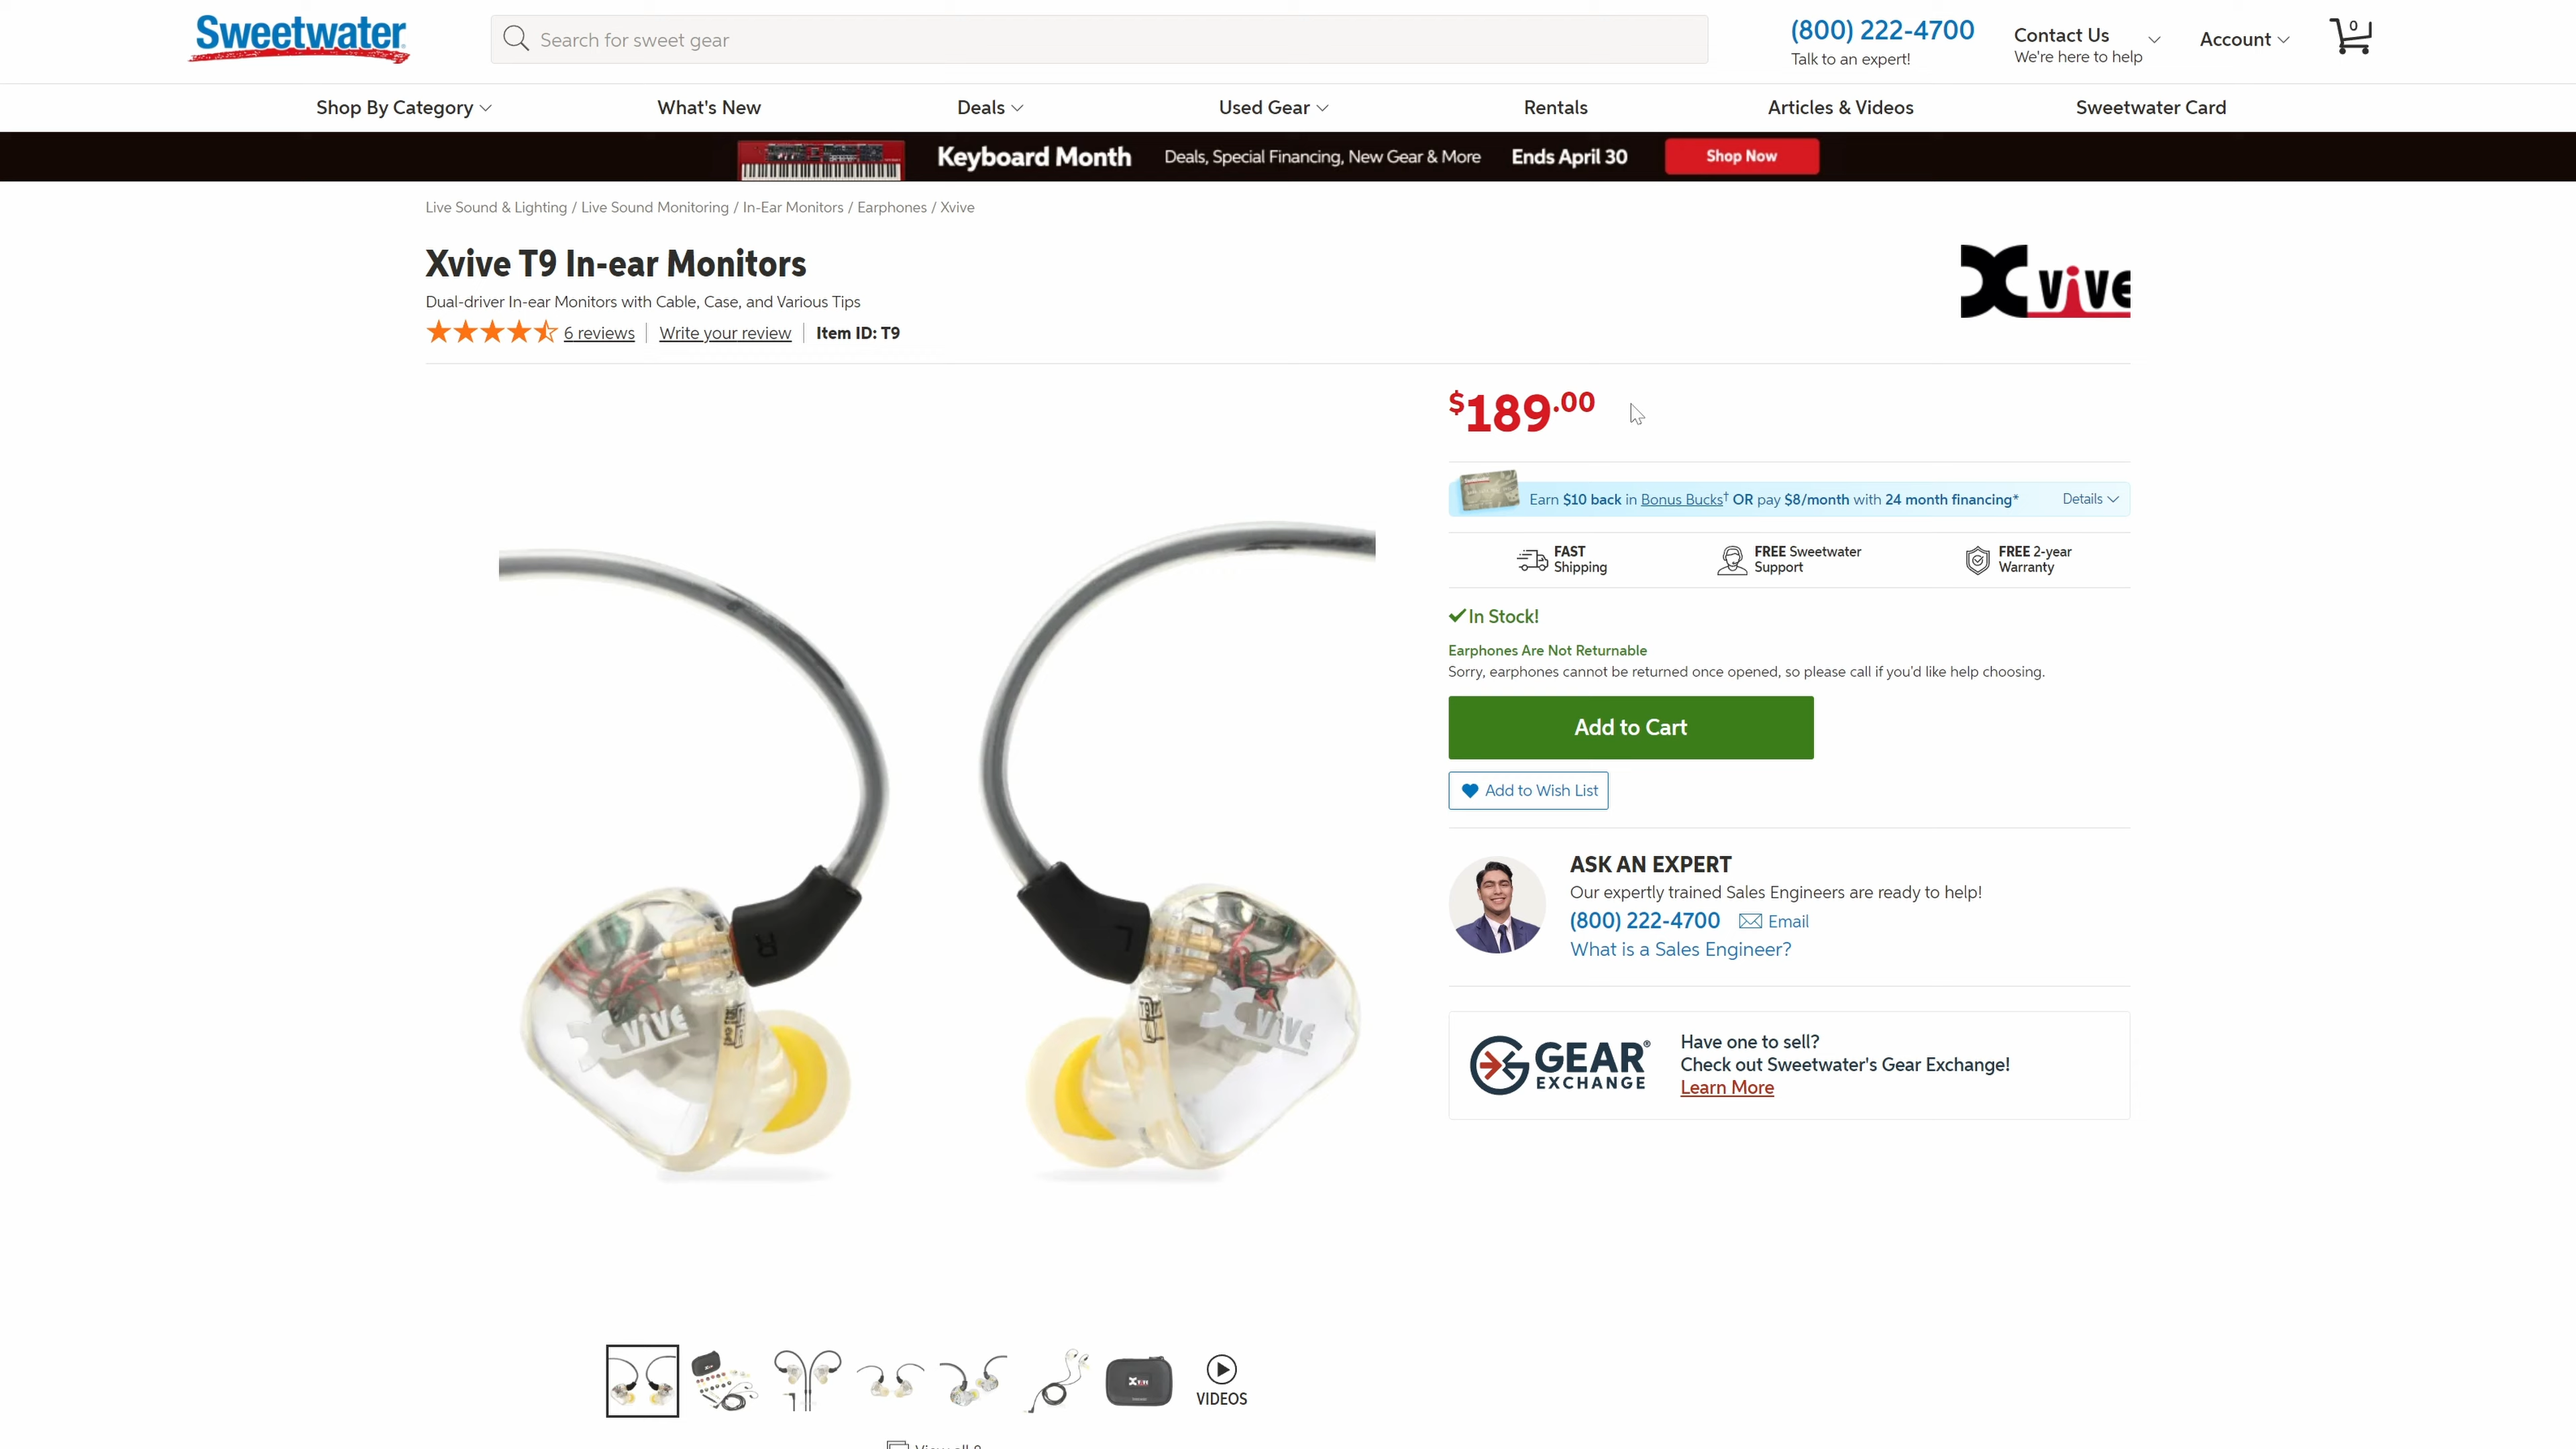 Sweetwater
Search for sweet gear
(800) 222-4700
Talk to an expert!
Contact Us
We're here to help
Account
0
Shop By Category
What's New
Deals
Used Gear
Rentals
Articles & Videos
Sweetwater Card
Keyboard Month
Deals, Special Financing, New Gear & More
Ends April 30
Shop Now
Live Sound & Lighting / Live Sound Monitoring / In-Ear Monitors / Earphones / Xvive
Xvive T9 In-ear Monitors
Dual-driver In-ear Monitors with Cable, Case, and Various Tips
6 reviews
Write your review
Item ID: T9
Xvive
$189.00
Earn $10 back in Bonus Bucks† OR pay $8/month with 24 month financing*
Details
FAST
Shipping
FREE Sweetwater
Support
FREE 2-year
Warranty
In Stock!
Earphones Are Not Returnable
Sorry, earphones cannot be returned once opened, so please call if you'd like help choosing.
Add to Cart
Add to Wish List
ASK AN EXPERT
Our expertly trained Sales Engineers are ready to help!
(800) 222-4700
Email
What is a Sales Engineer?
GEAR®
EXCHANGE
Have one to sell?
Check out Sweetwater's Gear Exchange!
Learn More
R
L
XVIVE
XVIVE
VIDEOS